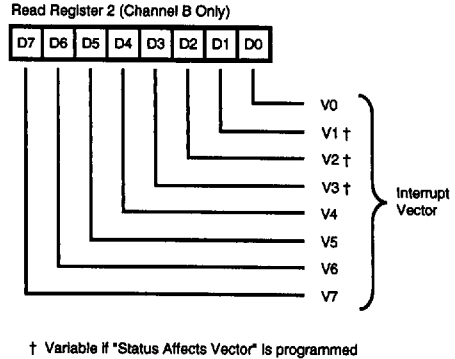 Read Register 2 (Channel B Only)
D7 D6 D5 D4 D3 D2 D1 D0
V0
V1 †
V2 †
V3 †
Interrupt
Vector
V4
V5
V6
V7
† Variable if "Status Affects Vector" is programmed